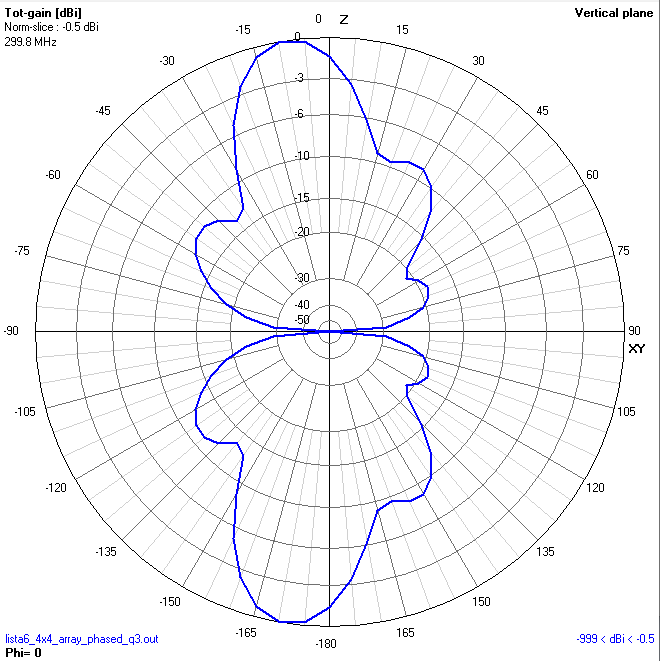 Tot-gain [dBi]
Norm-slice : -0.5 dBi
299.8 MHz
Vertical plane
0 Z
-15 15
-30 30
-45 45
-60 60
-75 75
-90 90
XY
-105 105
-120 120
-135 135
-150 150
-165 165
-180
0
-3
-6
-10
-15
-20
-30
-40
-50
lista6_4x4_array_phased_q3.out
Phi= 0
-999 < dBi < -0.5